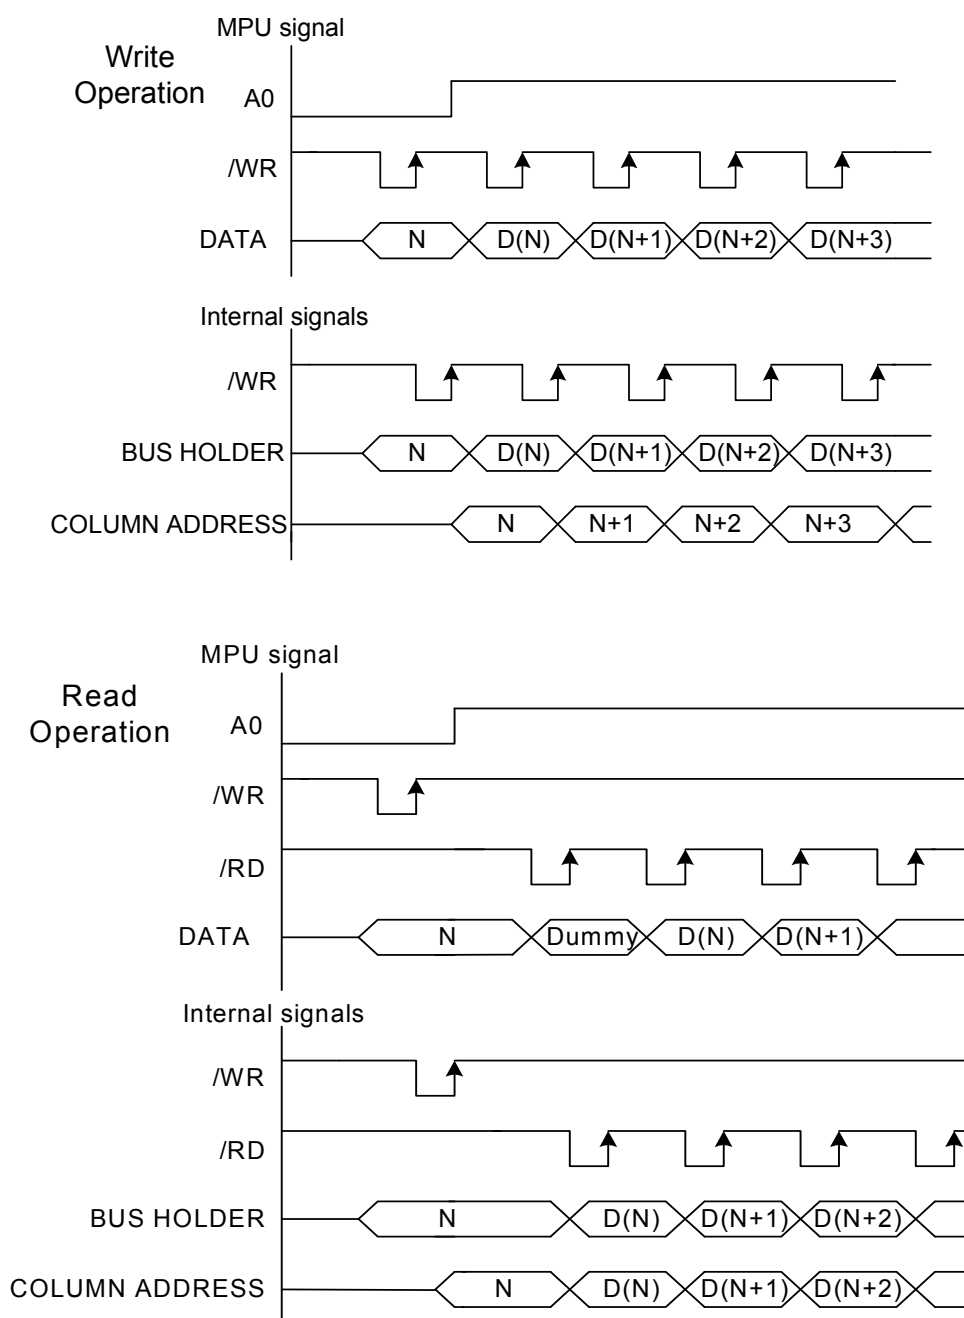 MPU signal
Write
Operation
A0
/WR
DATA N D(N) D(N+1) D(N+2) D(N+3)
Internal signals
/WR
BUS HOLDER N D(N) D(N+1) D(N+2) D(N+3)
COLUMN ADDRESS N N+1 N+2 N+3
MPU signal
Read
Operation
A0
/WR
/RD
DATA N Dummy D(N) D(N+1)
Internal signals
/WR
/RD
BUS HOLDER N D(N) D(N+1) D(N+2)
COLUMN ADDRESS N D(N) D(N+1) D(N+2)